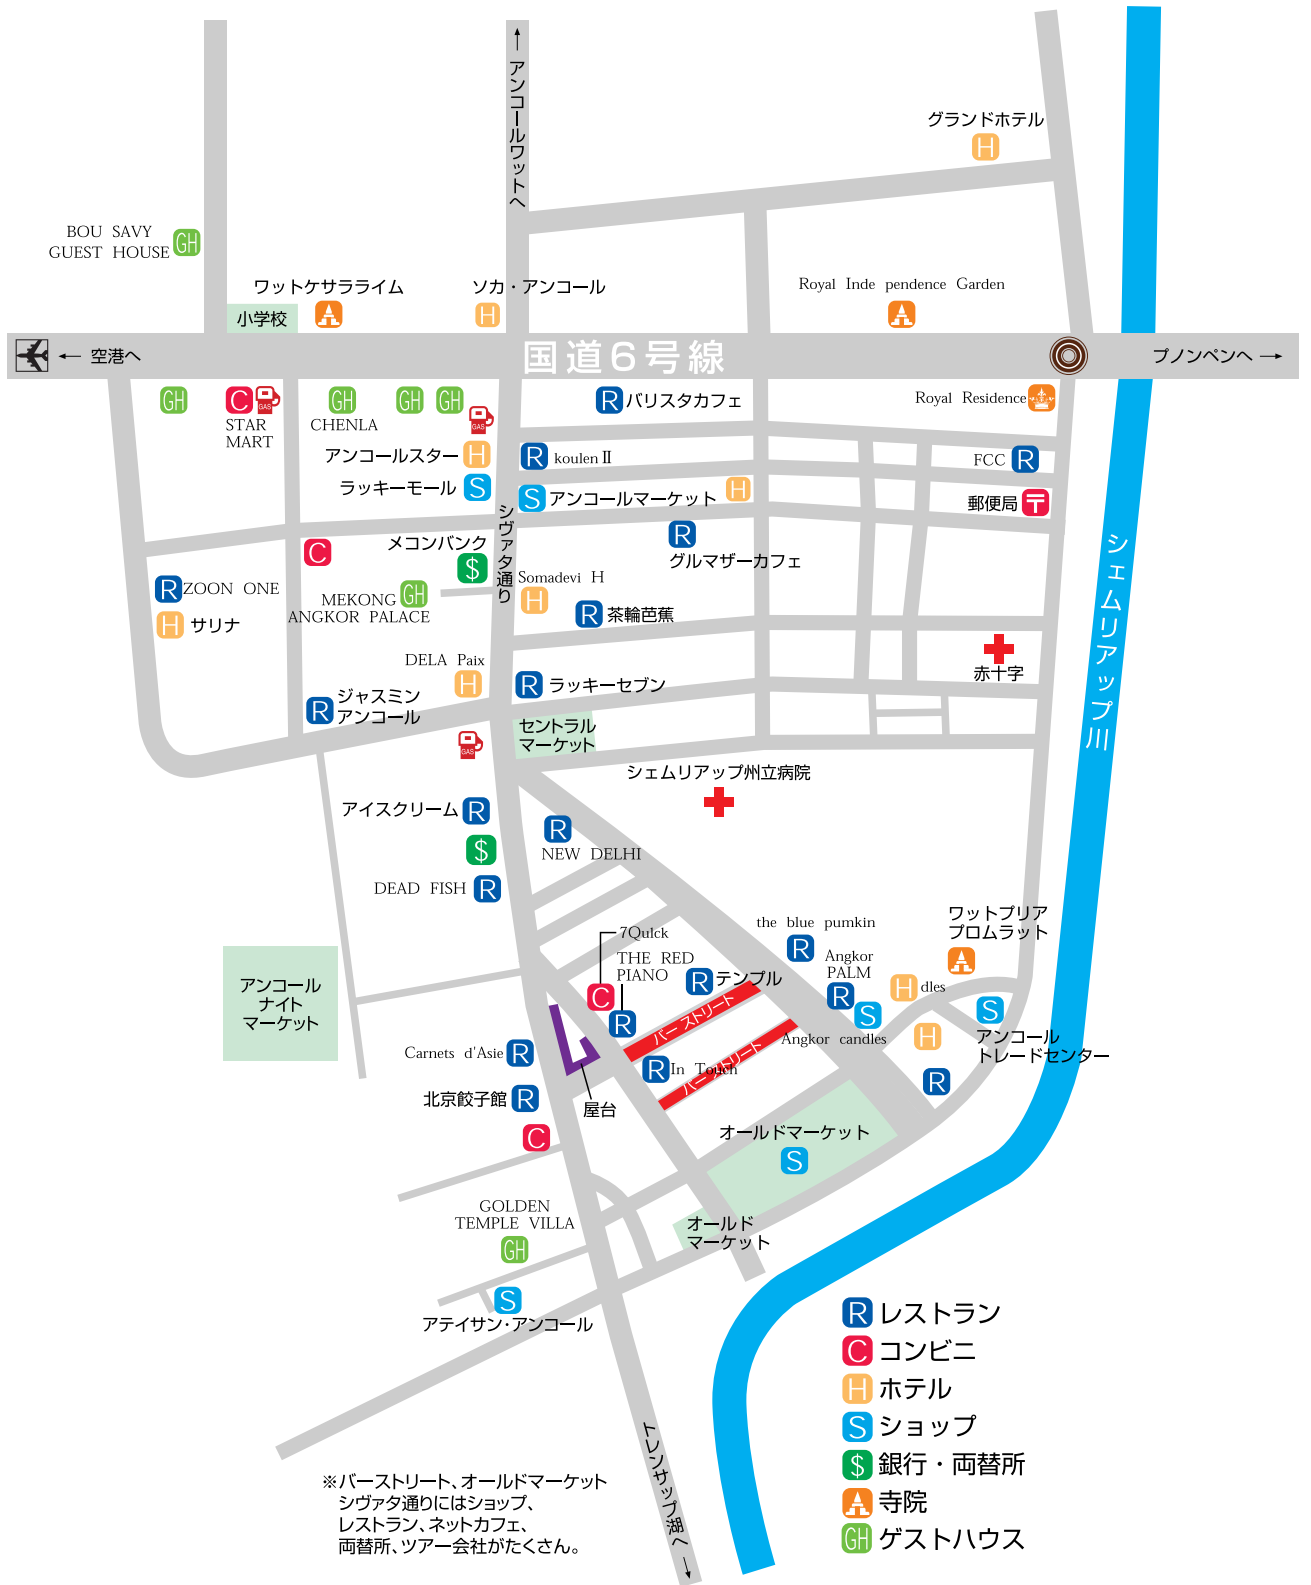 アンコールワットへ
グランドホテル
H
BOU SAVY
GUEST HOUSE
GH
ワットケサラライム
ソカ・アンコール
H
Royal Inde pendence Garden
小学校
空港へ
国道6号線
プノンペンへ
GH
C
GAS
STAR
MART
GH
CHENLA
GH
GH
GAS
R
バリスタカフェ
Royal Residence
アンコールスター
H
R
koulen Ⅱ
FCC
R
ラッキーモール
S
S
アンコールマーケット
H
郵便局
〒
シヴァタ通り
C
メコンバンク
$
R
グルマザーカフェ
シェムリアップ川
R
ZOON ONE
H
サリナ
MEKONG
GH
ANGKOR PALACE
Somadevi H
H
R
茶輪芭蕉
赤十字
DELA Paix
H
R
ラッキーセブン
R
ジャスミン
アンコール
GAS
セントラル
マーケット
シェムリアップ州立病院
アイスクリーム
R
R
NEW DELHI
$
DEAD FISH
R
アンコール
ナイト
マーケット
7Qulck
THE RED
PIANO
C
R
R
テンプル
バー ストリート
the blue pumkin
R
Angkor
PALM
R
S
ワットプリア
プロムラット
H
dles
S
アンコール
トレードセンター
H
R
Angkor candles
R
In Touch
バー ストリート
Carnets d'Asie
R
北京餃子館
R
屋台
C
オールドマーケット
S
GOLDEN
TEMPLE VILLA
GH
オールド
マーケット
S
アテイサン・アンコール
トレンサップ湖へ
R
レストラン
C
コンビニ
H
ホテル
S
ショップ
$
銀行・両替所
寺院
GH
ゲストハウス
※バーストリート、オールドマーケット
シヴァタ通りにはショップ、
レストラン、ネットカフェ、
両替所、ツアー会社がたくさん。